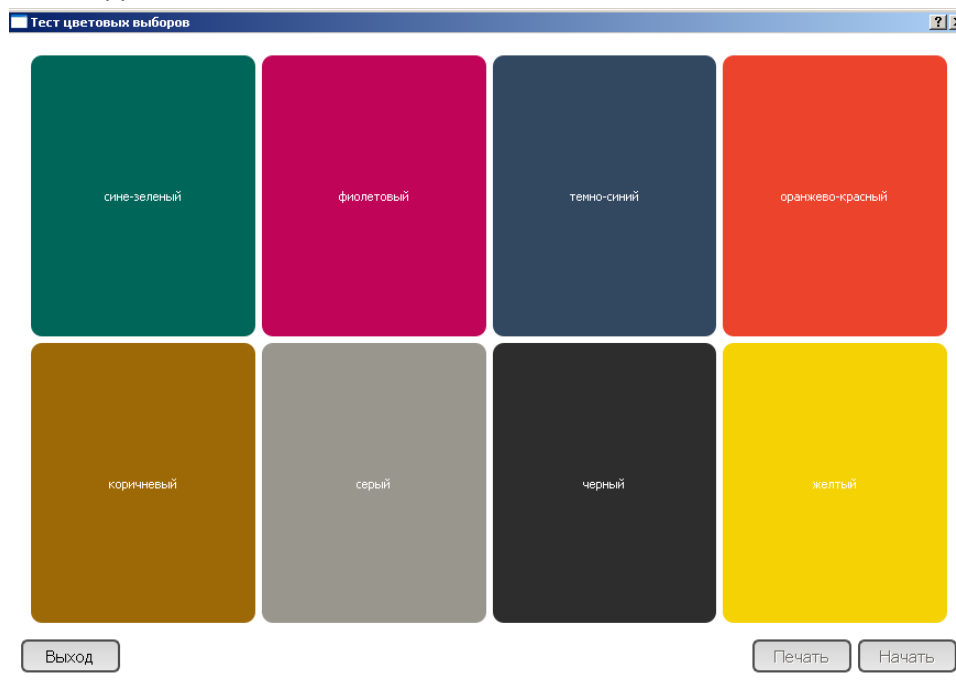 Тест цветовых выборов
сине-зеленый
фиолетовый
темно-синий
оранжево-красный
коричневый
серый
черный
желтый
Выход
Печать
Начать